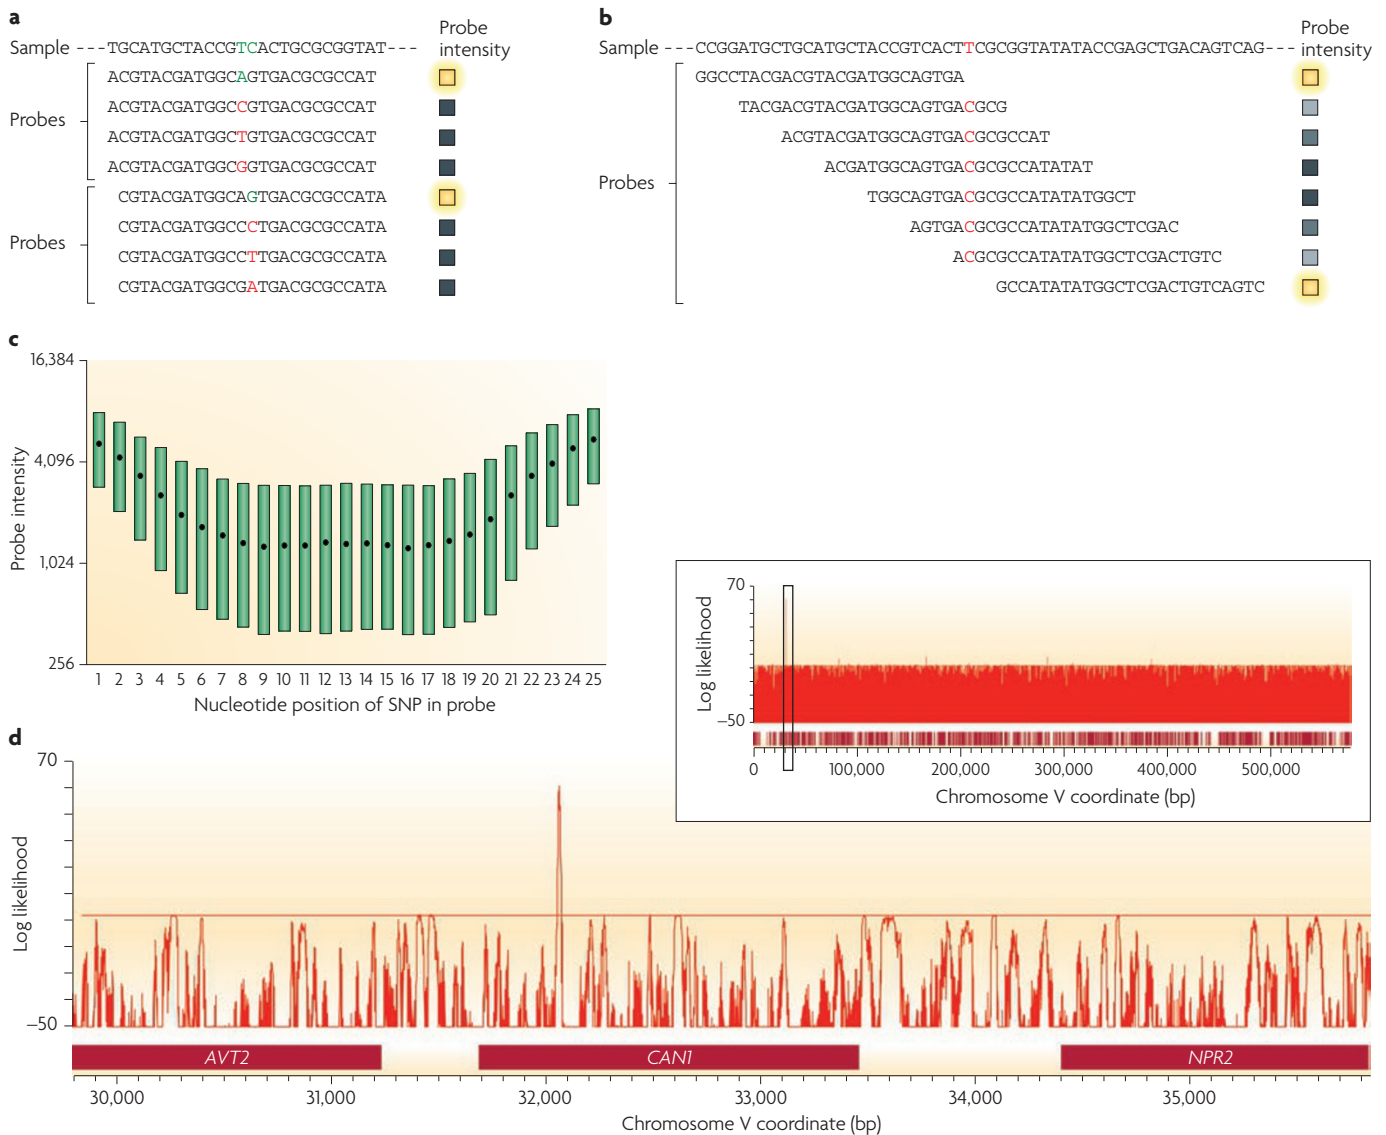 a
Sample ---TGCATGCTACCGTCACTGCGCGGTAT---
Probe intensity
Probes
ACGTACGATGGCAGTGACGCGCCAT
ACGTACGATGGCCGTGACGCGCCAT
ACGTACGATGGCTGTGACGCGCCAT
ACGTACGATGGCGGTGACGCGCCAT
Probes
CGTACGATGGCAGTGACGCGCCATA
CGTACGATGGCCCTGACGCGCCATA
CGTACGATGGCCTTGACGCGCCATA
CGTACGATGGCGATGACGCGCCATA
b
Sample ---CCGGATGCTGCATGCTACCGTCACTTCGCGGTATATACCGAGCTGACAGTCAG---
Probe intensity
Probes
GGCCTACGACGTACGATGGCAGTGA
TACGACGTACGATGGCAGTGACGCG
ACGTACGATGGCAGTGACGCGCCAT
ACGATGGCAGTGACGCGCCATATAT
TGGCAGTGACGCGCCATATATGGCT
AGTGACGCGCCATATATGGCTCGAC
ACGCGCCATATATGGCTCGACTGTC
GCCATATATGGCTCGACTGTCAGTC
c
Probe intensity
16,384
4,096
1,024
256
1 2 3 4 5 6 7 8 9 10 11 12 13 14 15 16 17 18 19 20 21 22 23 24 25
Nucleotide position of SNP in probe
Log likelihood
70
–50
0 100,000 200,000 300,000 400,000 500,000
Chromosome V coordinate (bp)
d
Log likelihood
70
–50
AVT2 CAN1 NPR2
30,000 31,000 32,000 33,000 34,000 35,000
Chromosome V coordinate (bp)